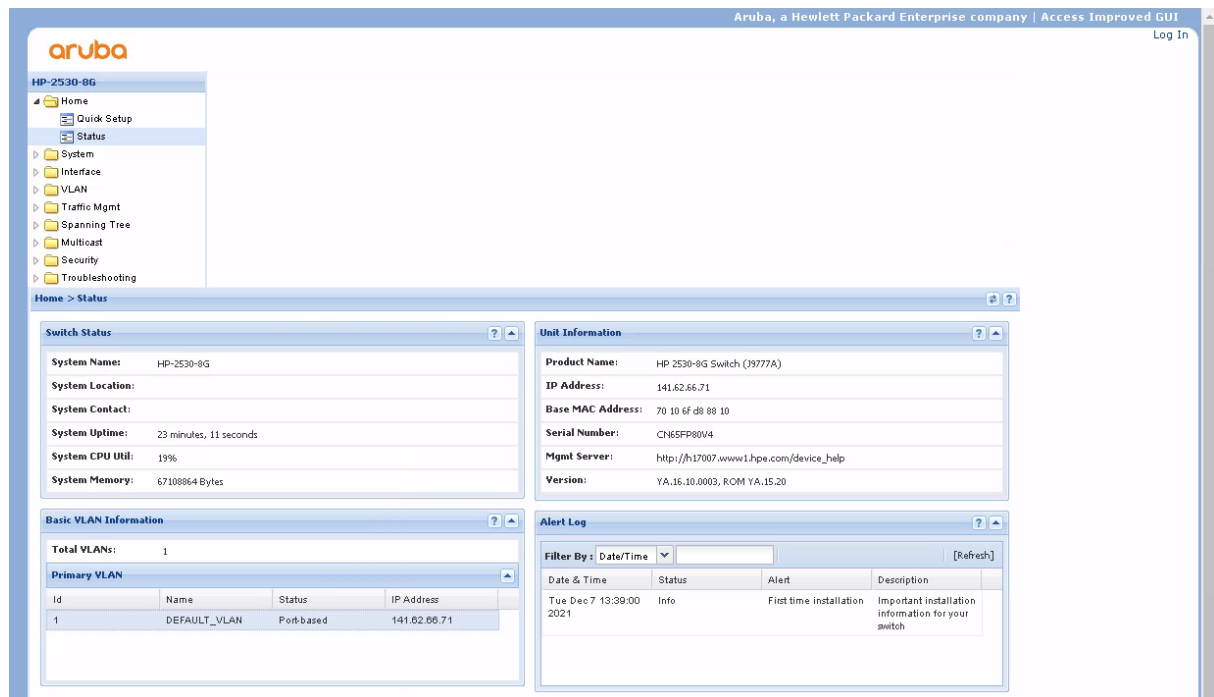 Aruba, a Hewlett Packard Enterprise company | Access Improved GUI
Log In
aruba
HP-2530-8G
Home
Quick Setup
Status
System
Interface
VLAN
Traffic Mgmt
Spanning Tree
Multicast
Security
Troubleshooting
Home > Status
Switch Status
System Name: HP-2530-8G
System Location:
System Contact:
System Uptime: 23 minutes, 11 seconds
System CPU Util: 19%
System Memory: 67108864 Bytes
Unit Information
Product Name: HP 2530-8G Switch (J9777A)
IP Address: 141.62.66.71
Base MAC Address: 70 10 6f d8 88 10
Serial Number: CN65FP80V4
Mgmt Server: http://h17007.www1.hpe.com/device_help
Version: YA.16.10.0003, ROM YA.15.20
Basic VLAN Information
Total VLANs: 1
Primary VLAN
Id Name Status IP Address
1 DEFAULT_VLAN Port-based 141.62.66.71
Alert Log
Filter By : Date/Time [Refresh]
Date & Time Status Alert Description
Tue Dec 7 13:39:00 2021 Info First time installation Important installation information for your switch